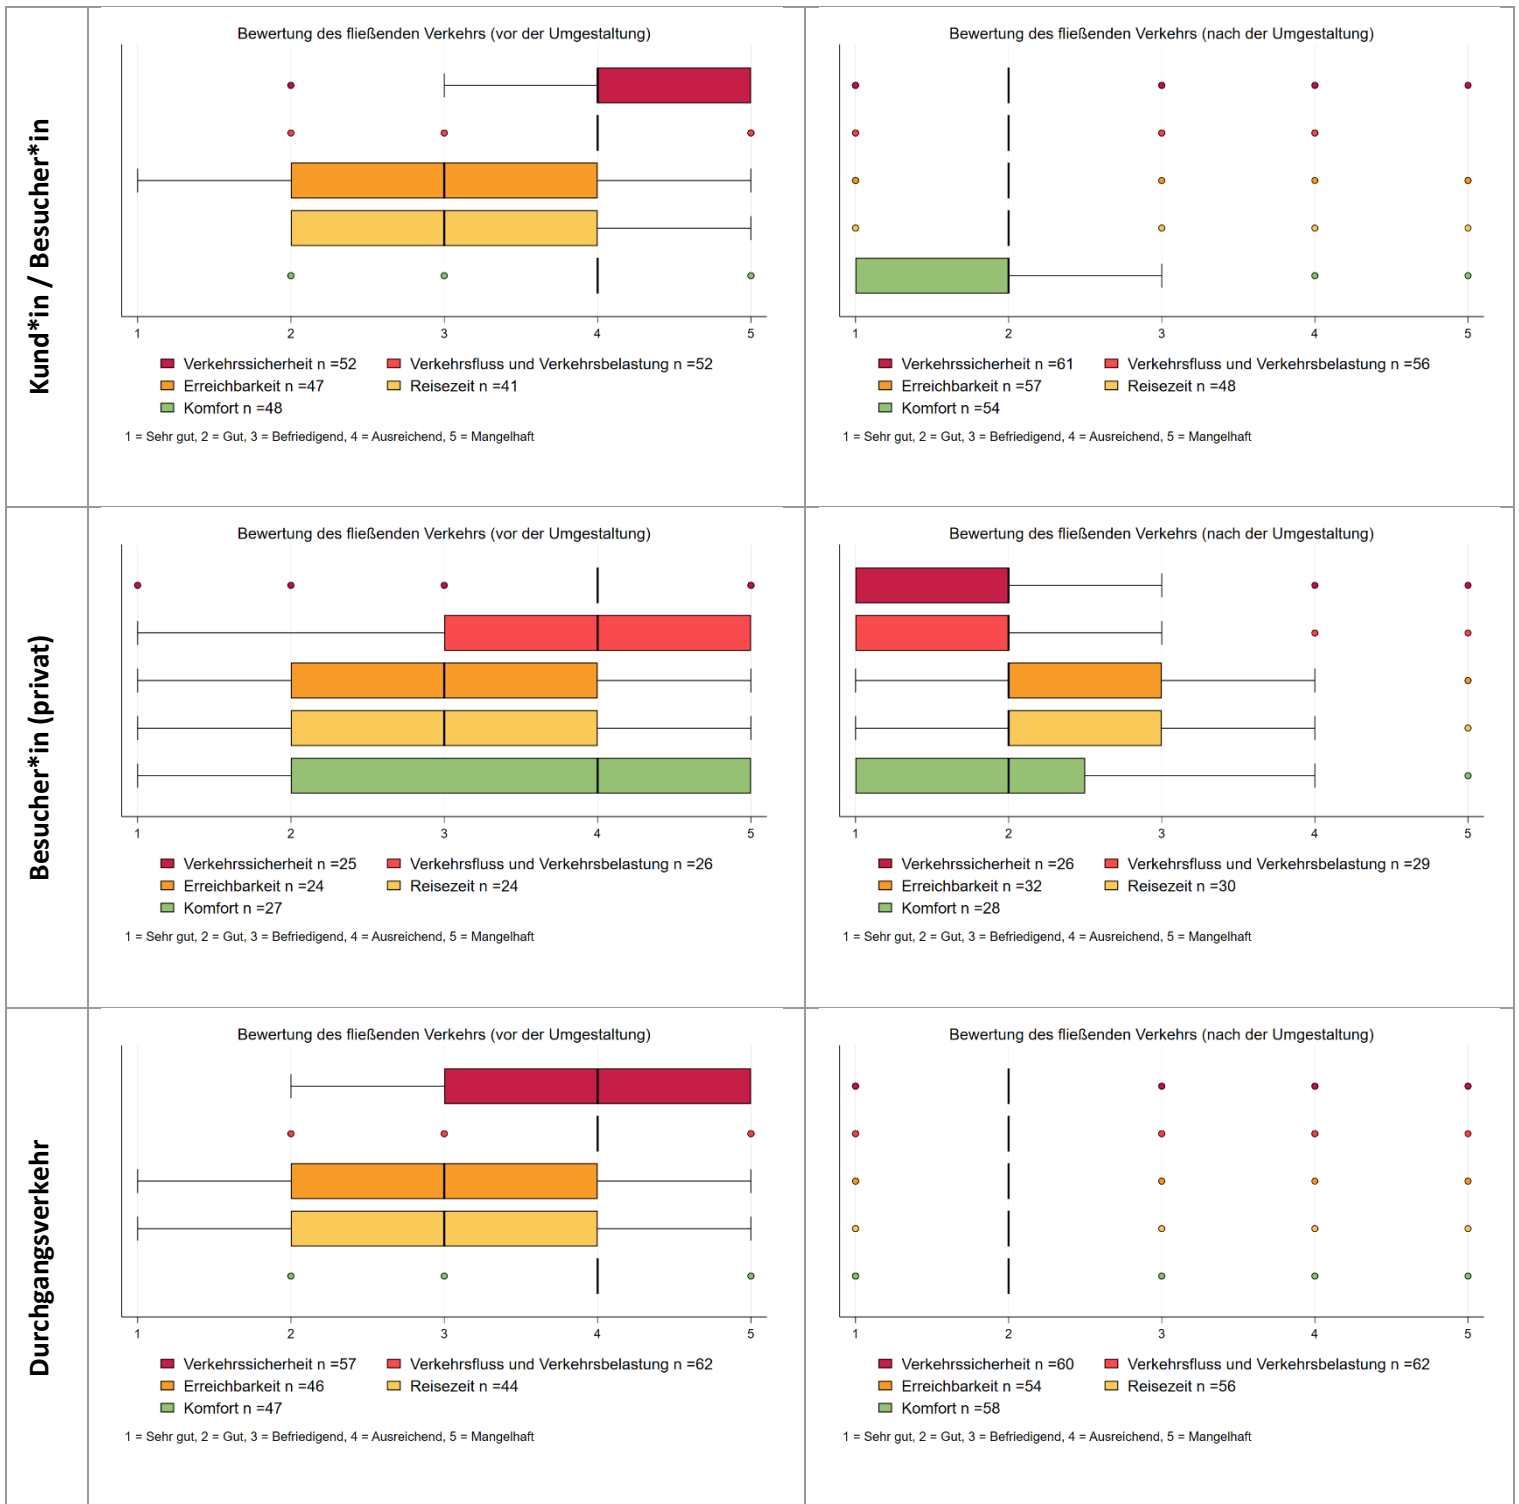 Kund*in / Besucher*in
Bewertung des fließenden Verkehrs (vor der Umgestaltung)
1 2 3 4 5
Verkehrssicherheit n =52 Verkehrsfluss und Verkehrsbelastung n =52
Erreichbarkeit n =47 Reisezeit n =41
Komfort n =48
1 = Sehr gut, 2 = Gut, 3 = Befriedigend, 4 = Ausreichend, 5 = Mangelhaft
Bewertung des fließenden Verkehrs (nach der Umgestaltung)
1 2 3 4 5
Verkehrssicherheit n =61 Verkehrsfluss und Verkehrsbelastung n =56
Erreichbarkeit n =57 Reisezeit n =48
Komfort n =54
1 = Sehr gut, 2 = Gut, 3 = Befriedigend, 4 = Ausreichend, 5 = Mangelhaft
Besucher*in (privat)
Bewertung des fließenden Verkehrs (vor der Umgestaltung)
1 2 3 4 5
Verkehrssicherheit n =25 Verkehrsfluss und Verkehrsbelastung n =26
Erreichbarkeit n =24 Reisezeit n =24
Komfort n =27
1 = Sehr gut, 2 = Gut, 3 = Befriedigend, 4 = Ausreichend, 5 = Mangelhaft
Bewertung des fließenden Verkehrs (nach der Umgestaltung)
1 2 3 4 5
Verkehrssicherheit n =26 Verkehrsfluss und Verkehrsbelastung n =29
Erreichbarkeit n =32 Reisezeit n =30
Komfort n =28
1 = Sehr gut, 2 = Gut, 3 = Befriedigend, 4 = Ausreichend, 5 = Mangelhaft
Durchgangsverkehr
Bewertung des fließenden Verkehrs (vor der Umgestaltung)
1 2 3 4 5
Verkehrssicherheit n =57 Verkehrsfluss und Verkehrsbelastung n =62
Erreichbarkeit n =46 Reisezeit n =44
Komfort n =47
1 = Sehr gut, 2 = Gut, 3 = Befriedigend, 4 = Ausreichend, 5 = Mangelhaft
Bewertung des fließenden Verkehrs (nach der Umgestaltung)
1 2 3 4 5
Verkehrssicherheit n =60 Verkehrsfluss und Verkehrsbelastung n =62
Erreichbarkeit n =54 Reisezeit n =56
Komfort n =58
1 = Sehr gut, 2 = Gut, 3 = Befriedigend, 4 = Ausreichend, 5 = Mangelhaft